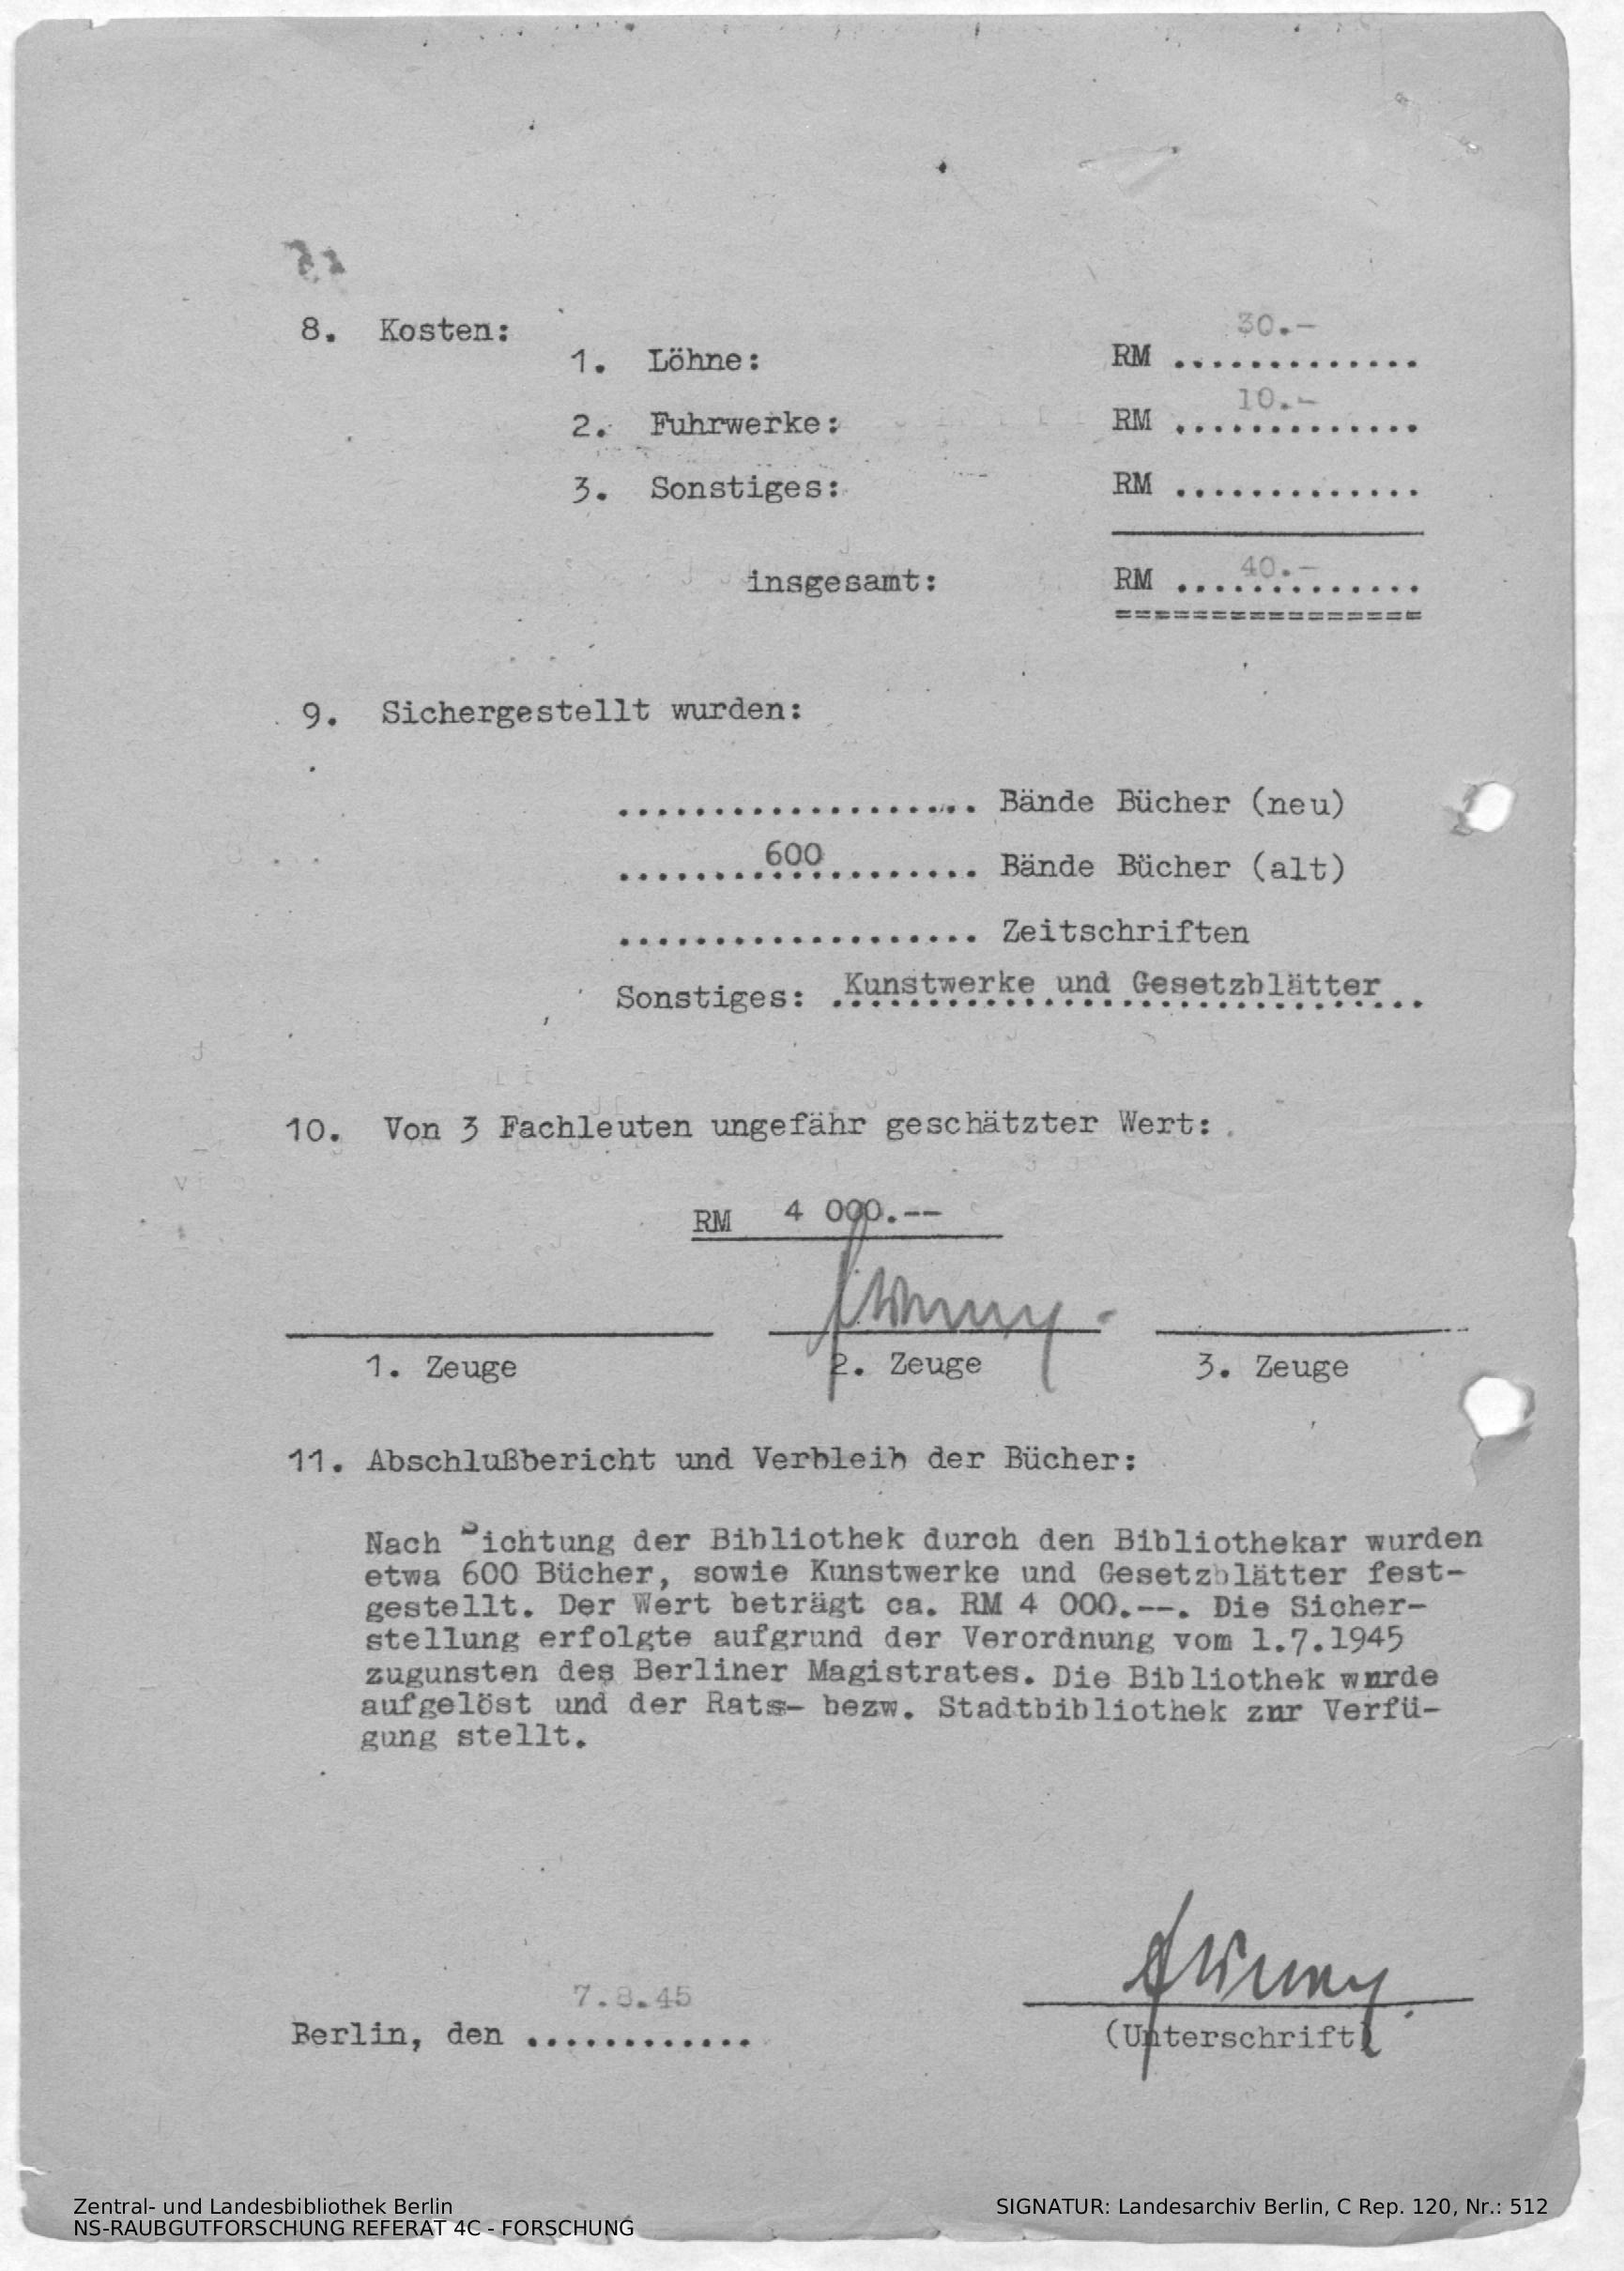 8. Kosten:
1. Löhne: RM 30.- .............
2. Fuhrwerke: RM 10.- .............
3. Sonstiges: RM .............
insgesamt: RM 40.- .............
================
9. Sichergestellt wurden:
................... Bände Bücher (neu)
600 ................... Bände Bücher (alt)
................... Zeitschriften
Sonstiges: Kunstwerke und Gesetzblätter
10. Von 3 Fachleuten ungefähr geschätzter Wert:
RM 4 000.--
1. Zeuge 2. Zeuge 3. Zeuge
11. Abschlußbericht und Verbleib der Bücher:
Nach Sichtung der Bibliothek durch den Bibliothekar wurden
etwa 600 Bücher, sowie Kunstwerke und Gesetzblätter fest-
gestellt. Der Wert beträgt ca. RM 4 000.--. Die Sicher-
stellung erfolgte aufgrund der Verordnung vom 1.7.1945
zugunsten des Berliner Magistrates. Die Bibliothek wurde
aufgelöst und der Rats- bezw. Stadtbibliothek zur Verfü-
gung stellt.
7.8.45
Berlin, den ............
(Unterschrift)
Zentral- und Landesbibliothek Berlin
NS-RAUBGUTFORSCHUNG REFERAT 4C - FORSCHUNG
SIGNATUR: Landesarchiv Berlin, C Rep. 120, Nr.: 512